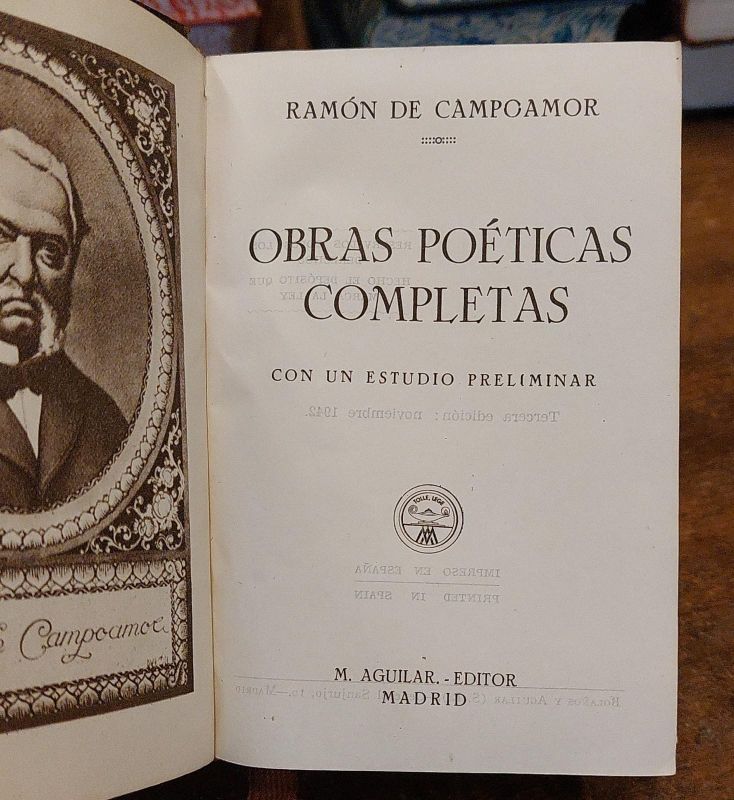 Campoamor
RAMÓN DE CAMPOAMOR
OBRAS POÉTICAS
COMPLETAS
CON UN ESTUDIO PRELIMINAR
Tercera edición: noviembre 1942.
TOLLE, LEGE
IMPRESO EN ESPAÑA
PRINTED IN SPAIN
M. AGUILAR.-EDITOR
MADRID